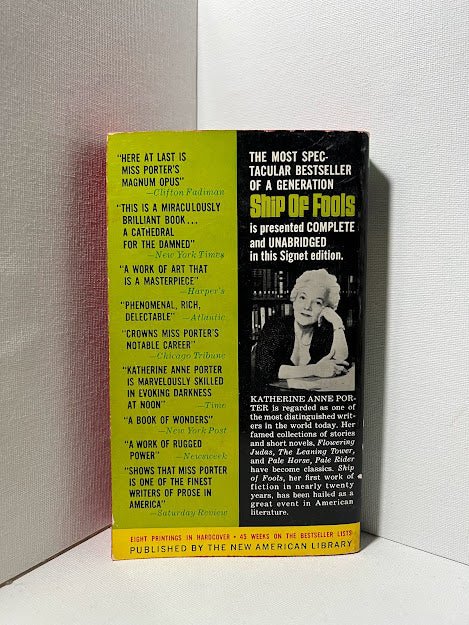 "HERE AT LAST IS
MISS PORTER'S
MAGNUM OPUS"
—Clifton Fadiman
"THIS IS A MIRACULOUSLY
BRILLIANT BOOK...
A CATHEDRAL
FOR THE DAMNED"
—New York Times
"A WORK OF ART THAT
IS A MASTERPIECE"
—Harper's
"PHENOMENAL, RICH,
DELECTABLE" —Atlantic
"CROWNS MISS PORTER'S
NOTABLE CAREER"
—Chicago Tribune
"KATHERINE ANNE PORTER
IS MARVELOUSLY SKILLED
IN EVOKING DARKNESS
AT NOON" —Time
"A BOOK OF WONDERS"
—New York Post
"A WORK OF RUGGED
POWER" —Newsweek
"SHOWS THAT MISS PORTER
IS ONE OF THE FINEST
WRITERS OF PROSE IN
AMERICA"
—Saturday Review
THE MOST SPEC-
TACULAR BESTSELLER
OF A GENERATION
Ship Of Fools
is presented COMPLETE
and UNABRIDGED
in this Signet edition.
KATHERINE ANNE POR-
TER is regarded as one of
the most distinguished writ-
ers in the world today. Her
famed collections of stories
and short novels, Flowering
Judas, The Leaning Tower,
and Pale Horse, Pale Rider
have become classics. Ship
of Fools, her first work of
fiction in nearly twenty
years, has been hailed as a
great event in American
literature.
EIGHT PRINTINGS IN HARDCOVER • 45 WEEKS ON THE BESTSELLER LISTS
PUBLISHED BY THE NEW AMERICAN LIBRARY